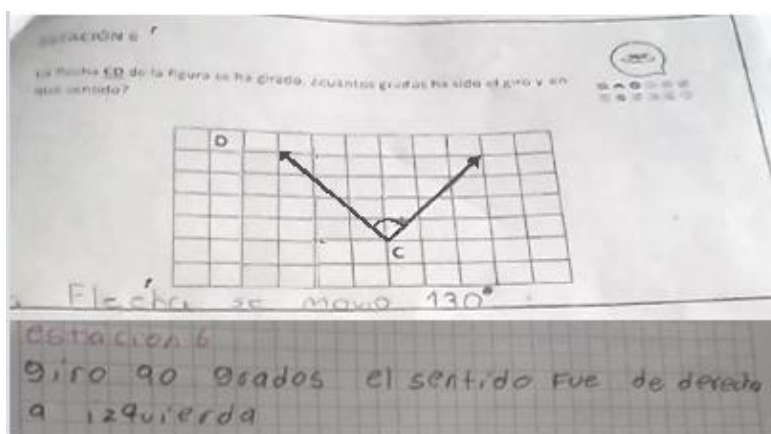 ESTACIÓN 6
La flecha CD de la figura se ha girado, ¿cuántos grados ha sido el giro y en
qué sentido?
D
C
Flecha se movio 130°
estacion 6
giro 90 grados el sentido Fue de derecha
a izquierda